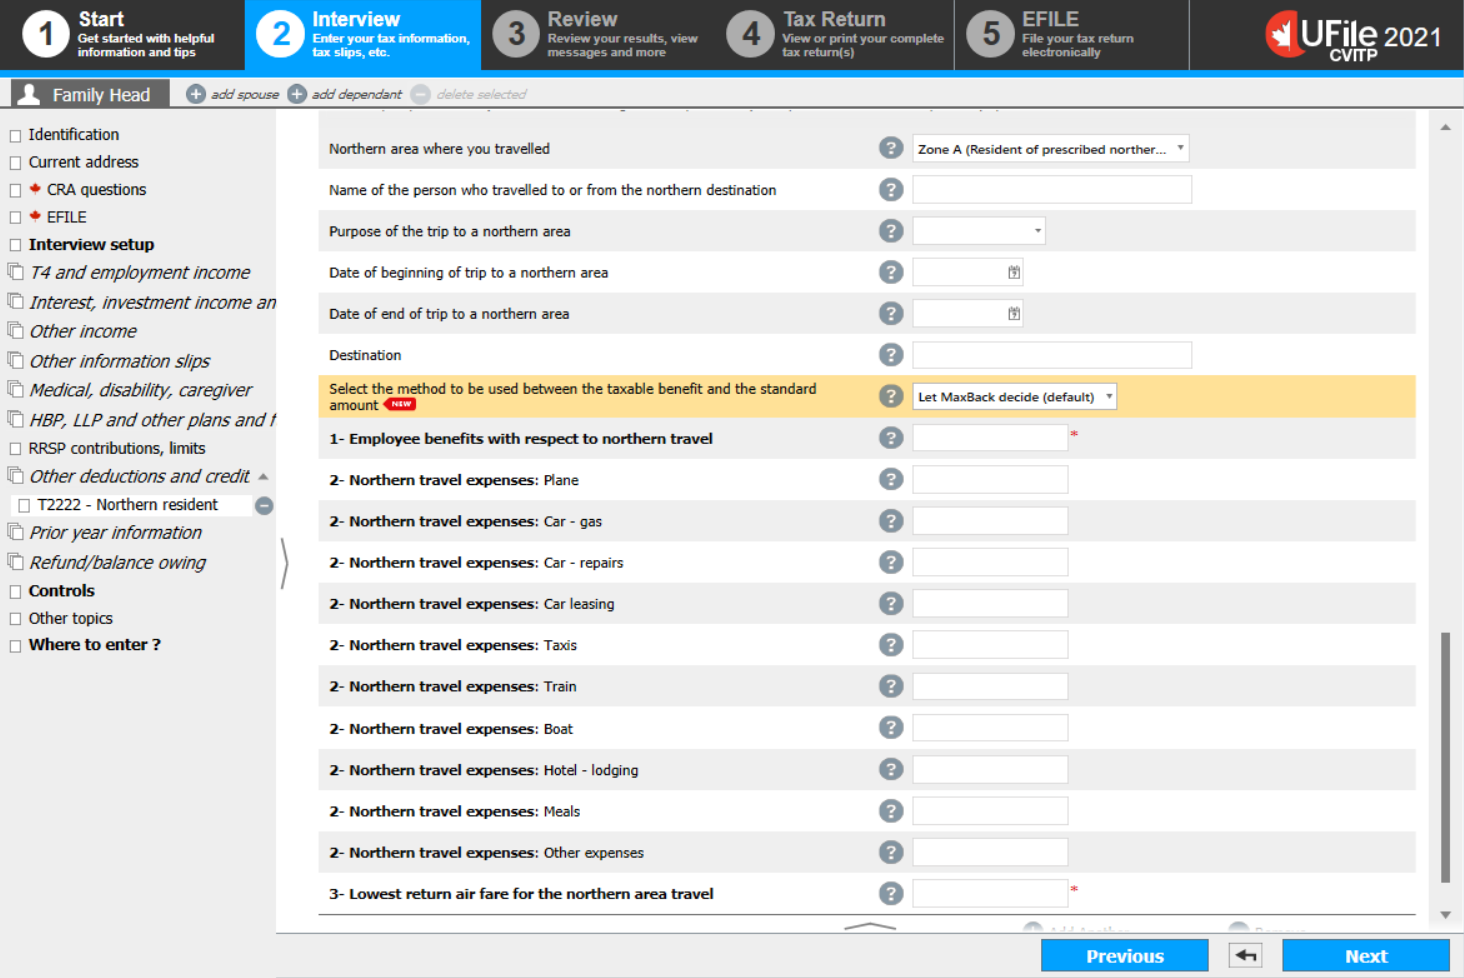 1
Start
Get started with helpful
information and tips
2
Interview
Enter your tax information,
tax slips, etc.
3
Review
Review your results, view
messages and more
4
Tax Return
View or print your complete
tax return(s)
5
EFILE
File your tax return
electronically
UFile 2021
CVITP
Family Head
+ add spouse + add dependant − delete selected
Identification
Current address
CRA questions
EFILE
Interview setup
T4 and employment income
Interest, investment income an
Other income
Other information slips
Medical, disability, caregiver
HBP, LLP and other plans and f
RRSP contributions, limits
Other deductions and credit
T2222 - Northern resident
Prior year information
Refund/balance owing
Controls
Other topics
Where to enter ?
Northern area where you travelled ? Zone A (Resident of prescribed norther...
Name of the person who travelled to or from the northern destination ?
Purpose of the trip to a northern area ?
Date of beginning of trip to a northern area ?
Date of end of trip to a northern area ?
Destination ?
Select the method to be used between the taxable benefit and the standard
amount NEW ? Let MaxBack decide (default)
1- Employee benefits with respect to northern travel ? *
2- Northern travel expenses: Plane ?
2- Northern travel expenses: Car - gas ?
2- Northern travel expenses: Car - repairs ?
2- Northern travel expenses: Car leasing ?
2- Northern travel expenses: Taxis ?
2- Northern travel expenses: Train ?
2- Northern travel expenses: Boat ?
2- Northern travel expenses: Hotel - lodging ?
2- Northern travel expenses: Meals ?
2- Northern travel expenses: Other expenses ?
3- Lowest return air fare for the northern area travel ? *
Previous
Next